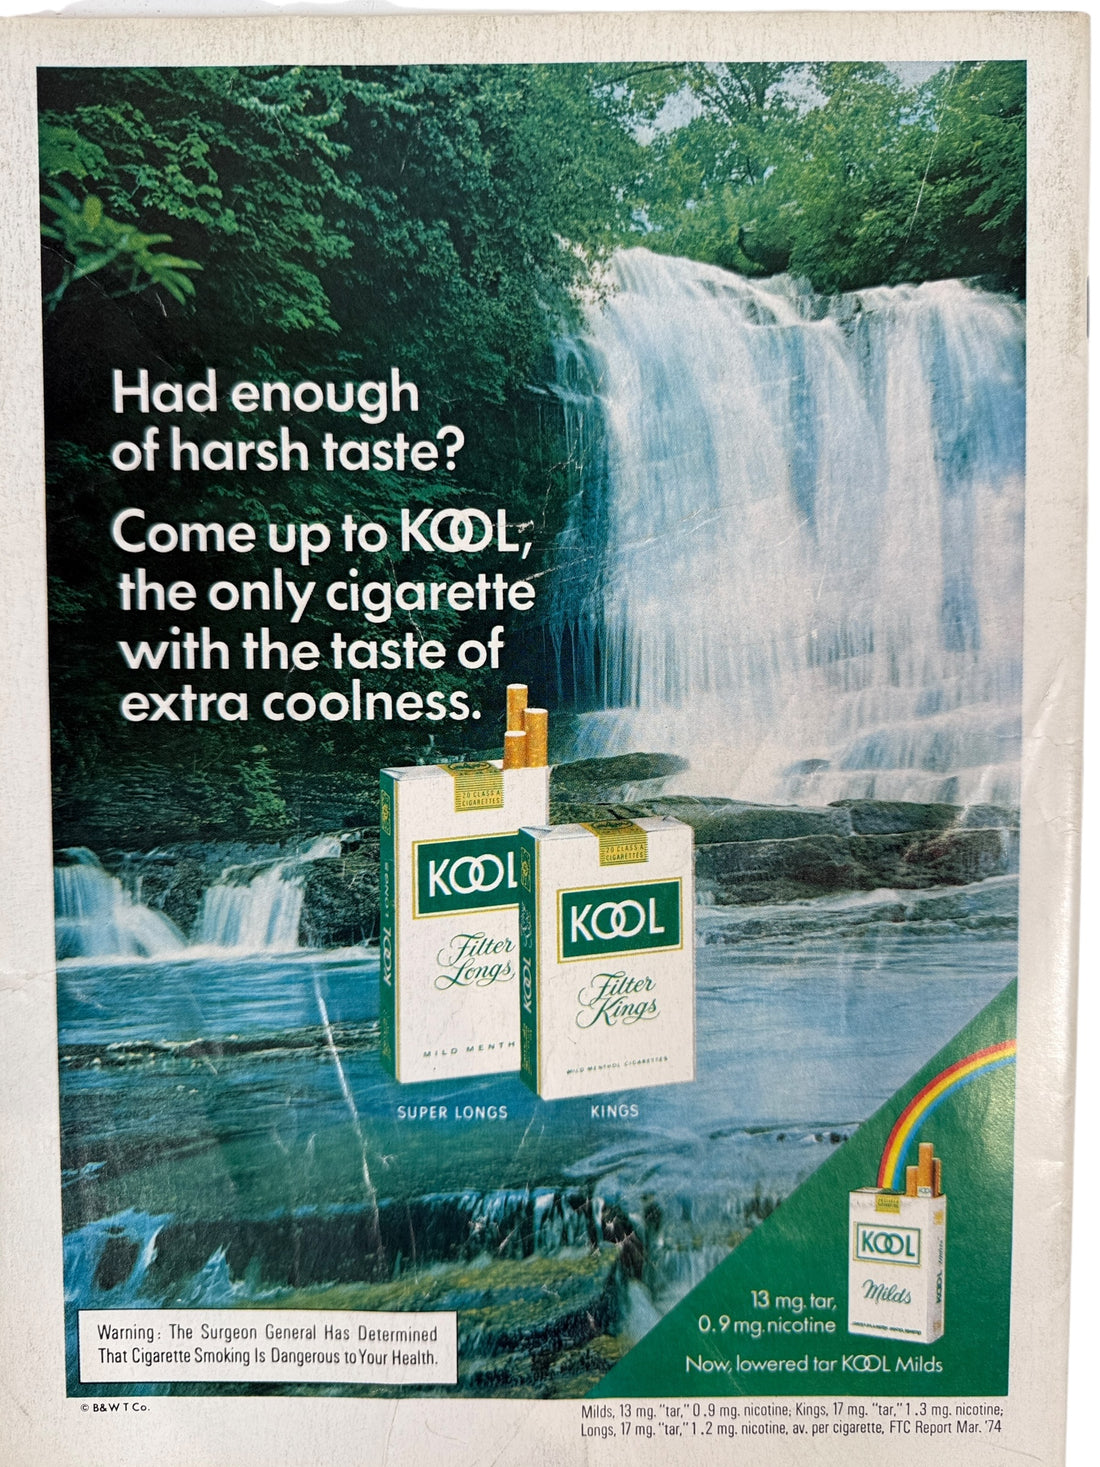 Had enough
of harsh taste?
Come up to KOOL,
the only cigarette
with the taste of
extra coolness.
20 CLASS A
CIGARETTES
KOOL
Filter
Longs
MILD MENTH
KOOL LONGS
20 CLASS A
CIGARETTES
KOOL
Filter
Kings
MILD MENTHOL CIGARETTES
KOOL
SUPER LONGS
KINGS
KOOL
Milds
KOOL
13 mg. tar,
0.9 mg. nicotine
Now, lowered tar KOOL Milds
Warning: The Surgeon General Has Determined
That Cigarette Smoking Is Dangerous to Your Health.
© B&W T Co.
Milds, 13 mg. "tar," 0.9 mg. nicotine; Kings, 17 mg. "tar," 1.3 mg. nicotine;
Longs, 17 mg. "tar," 1.2 mg. nicotine, av. per cigarette, FTC Report Mar. '74